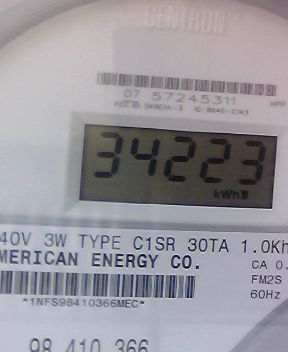 CENTRON
07 57245311
34223
kWh
40V 3W TYPE C1SR 30TA 1.0Kh
MERICAN ENERGY CO.
CA 0.
FM2S
60Hz
*1NFS98410366MEC*
98 410 366